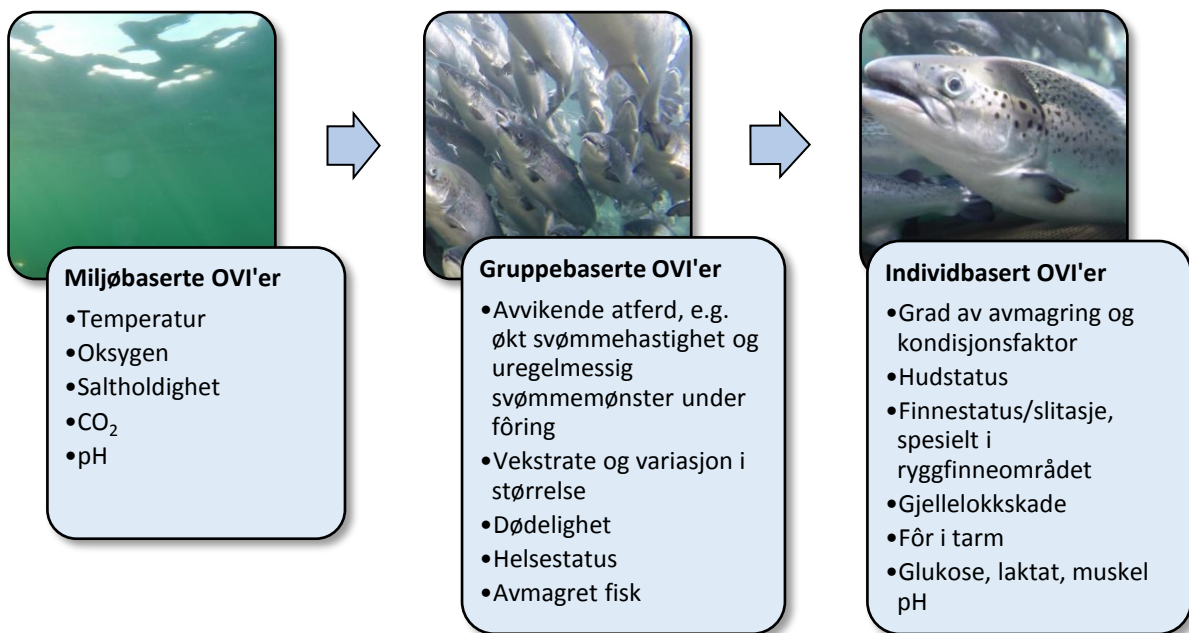 Miljøbaserte OVI'er
•Temperatur
•Oksygen
•Saltholdighet
•CO₂
•pH
Gruppebaserte OVI'er
•Avvikende atferd, e.g.
økt svømmehastighet og
uregelmessig
svømmemønster under
fôring
•Vekstrate og variasjon i
størrelse
•Dødelighet
•Helsestatus
•Avmagret fisk
Individbasert OVI'er
•Grad av avmagring og
kondisjonsfaktor
•Hudstatus
•Finnestatus/slitasje,
spesielt i
ryggfinneområdet
•Gjellelokkskade
•Fôr i tarm
•Glukose, laktat, muskel
pH